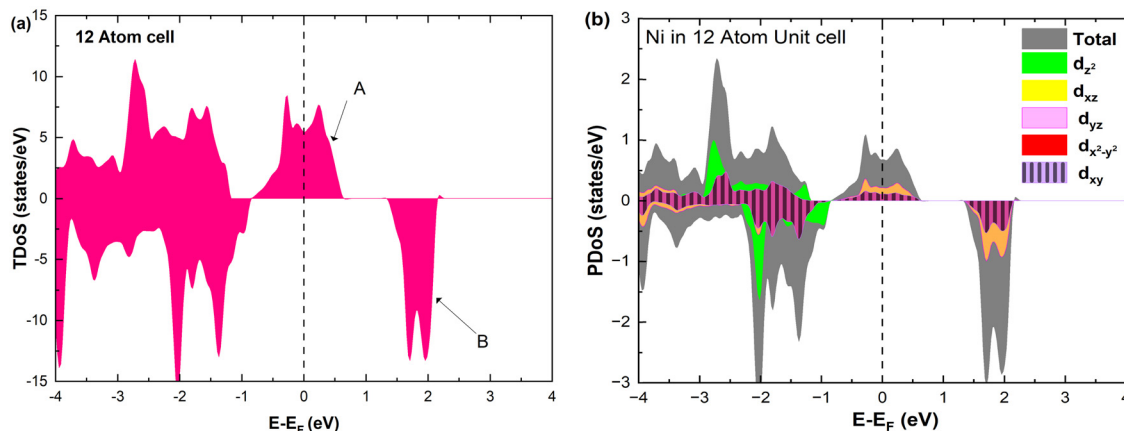 (a)
12 Atom cell
A
B
15
10
5
0
-5
-10
-15
TDoS (states/eV)
-4
-3
-2
-1
0
1
2
3
4
E-E_F (eV)
(b)
Ni in 12 Atom Unit cell
Total
d_z²
d_xz
d_yz
d_x²-y²
d_xy
3
2
1
0
−1
−2
−3
PDoS (states/eV)
−4
−3
−2
−1
0
1
2
3
4
E-E_F (eV)